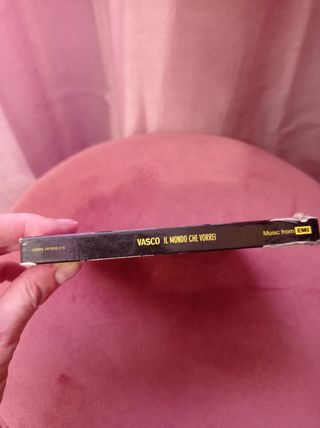 VASCO IL MONDO CHE VORREI
Music from EMI